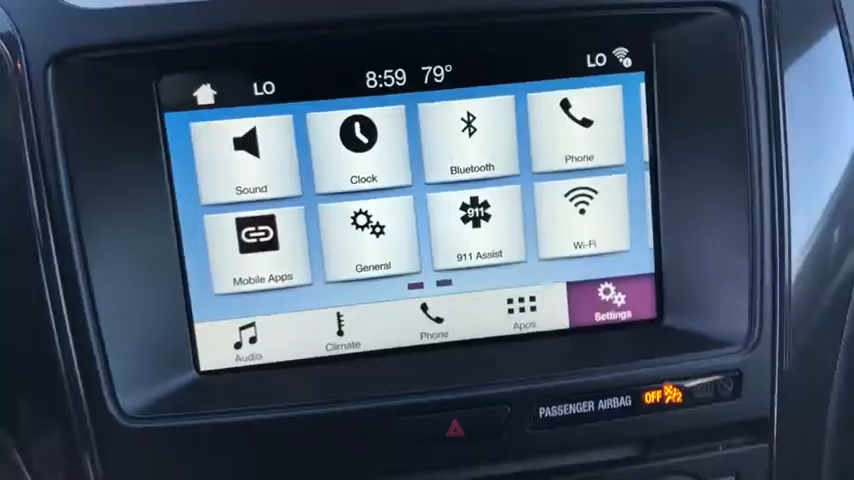 LO 8:59 79° LO
Sound Clock Bluetooth Phone
911
Mobile Apps General 911 Assist Wi-Fi
Audio Climate Phone Apps Settings
PASSENGER AIRBAG OFF 2